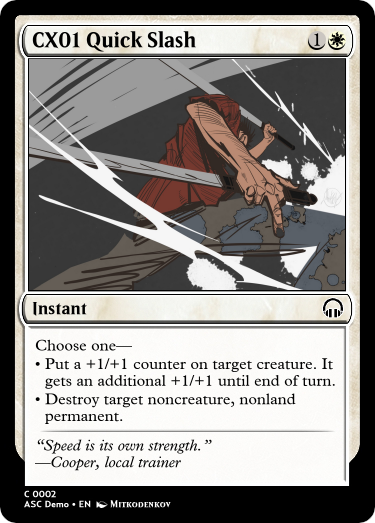 CX01 Quick Slash 1
Instant
Choose one—
• Put a +1/+1 counter on target creature. It
gets an additional +1/+1 until end of turn.
• Destroy target noncreature, nonland
permanent.
“Speed is its own strength.”
—Cooper, local trainer
C 0002
ASC Demo • EN Mitkodenkov